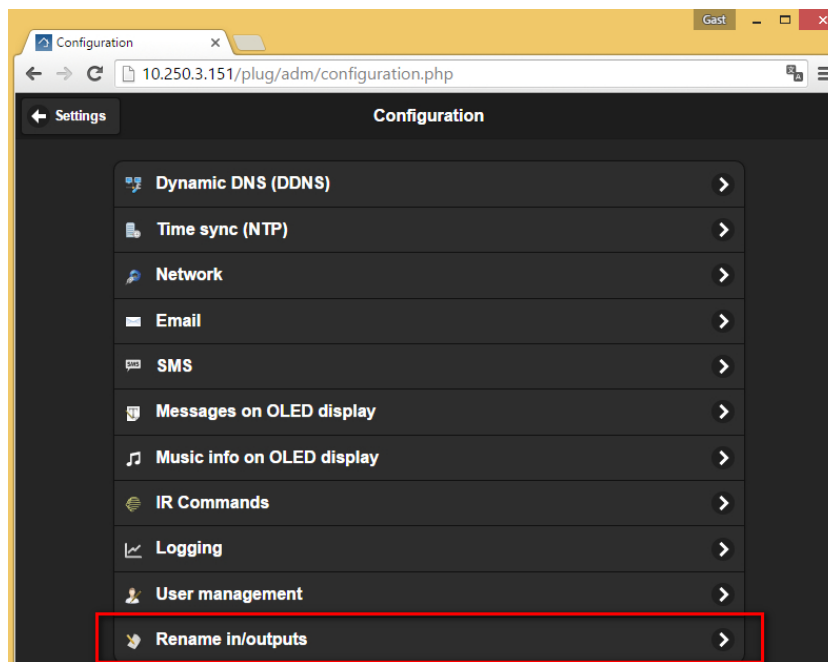 Gast
Configuration
10.250.3.151/plug/adm/configuration.php
Settings
Configuration
Dynamic DNS (DDNS)
Time sync (NTP)
Network
Email
SMS
Messages on OLED display
Music info on OLED display
IR Commands
Logging
User management
Rename in/outputs